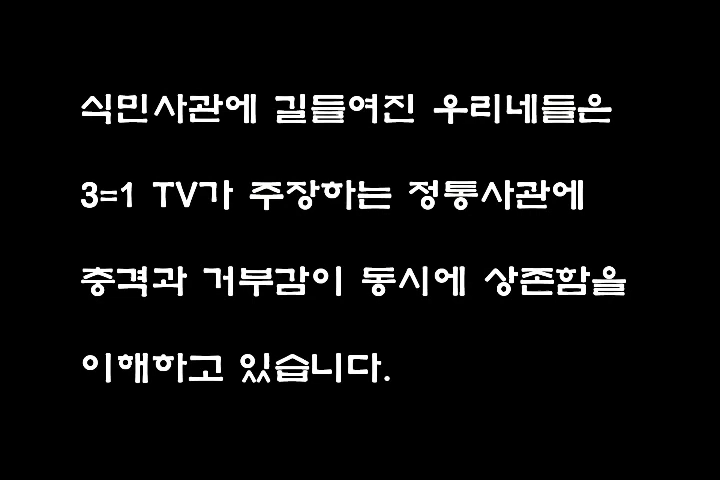 식민사관에 길들여진 우리네들은
3=1 TV가 주장하는 정통사관에
충격과 거부감이 동시에 상존함을
이해하고 있습니다.